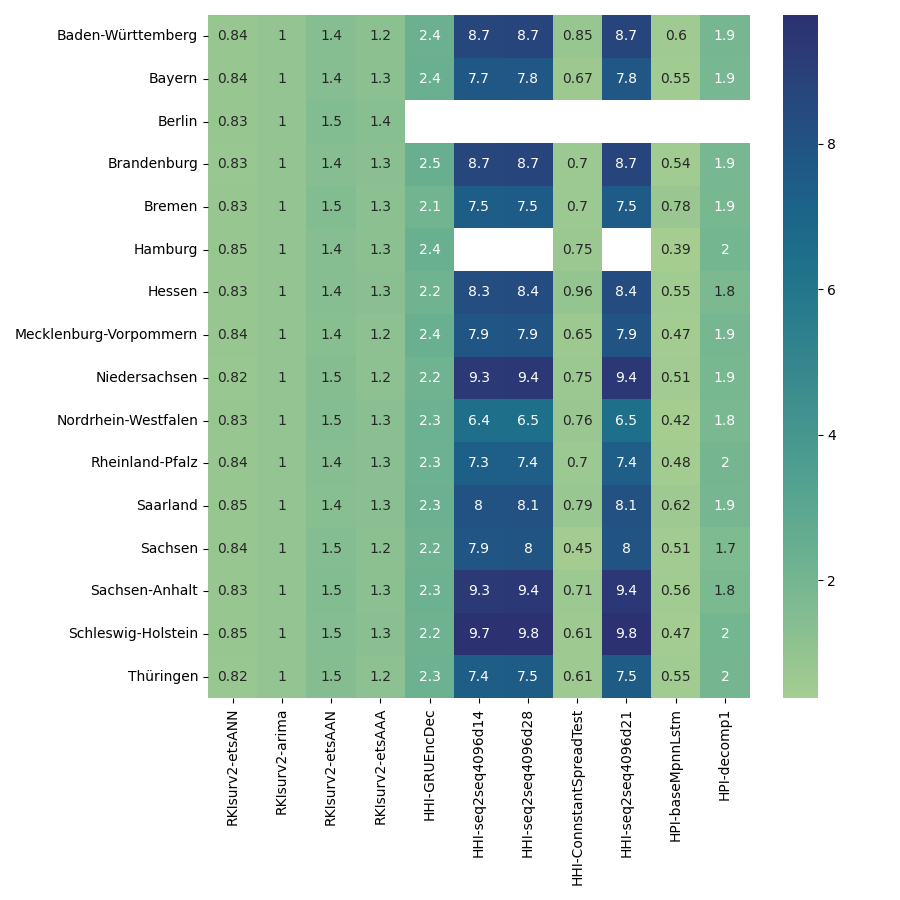 Baden-Württemberg 0.84 1 1.4 1.2 2.4 8.7 8.7 0.85 8.7 0.6 1.9
Bayern 0.84 1 1.4 1.3 2.4 7.7 7.8 0.67 7.8 0.55 1.9
Berlin 0.83 1 1.5 1.4
8
Brandenburg 0.83 1 1.4 1.3 2.5 8.7 8.7 0.7 8.7 0.54 1.9
Bremen 0.83 1 1.5 1.3 2.1 7.5 7.5 0.7 7.5 0.78 1.9
Hamburg 0.85 1 1.4 1.3 2.4 0.75 0.39 2
6
Hessen 0.83 1 1.4 1.3 2.2 8.3 8.4 0.96 8.4 0.55 1.8
Mecklenburg-Vorpommern 0.84 1 1.4 1.2 2.4 7.9 7.9 0.65 7.9 0.47 1.9
Niedersachsen 0.82 1 1.5 1.2 2.2 9.3 9.4 0.75 9.4 0.51 1.9
Nordrhein-Westfalen 0.83 1 1.5 1.3 2.3 6.4 6.5 0.76 6.5 0.42 1.8
4
Rheinland-Pfalz 0.84 1 1.4 1.3 2.3 7.3 7.4 0.7 7.4 0.48 2
Saarland 0.85 1 1.4 1.3 2.3 8 8.1 0.79 8.1 0.62 1.9
Sachsen 0.84 1 1.5 1.2 2.2 7.9 8 0.45 8 0.51 1.7
2
Sachsen-Anhalt 0.83 1 1.5 1.3 2.3 9.3 9.4 0.71 9.4 0.56 1.8
Schleswig-Holstein 0.85 1 1.5 1.3 2.2 9.7 9.8 0.61 9.8 0.47 2
Thüringen 0.82 1 1.5 1.2 2.3 7.4 7.5 0.61 7.5 0.55 2
RKIsurv2-etsANN
RKIsurv2-arima
RKIsurv2-etsAAN
RKIsurv2-etsAAA
HHI-GRUEncDec
HHI-seq2seq4096d14
HHI-seq2seq4096d28
HHI-ConnstantSpreadTest
HHI-seq2seq4096d21
HPI-baseMpnnLstm
HPI-decomp1